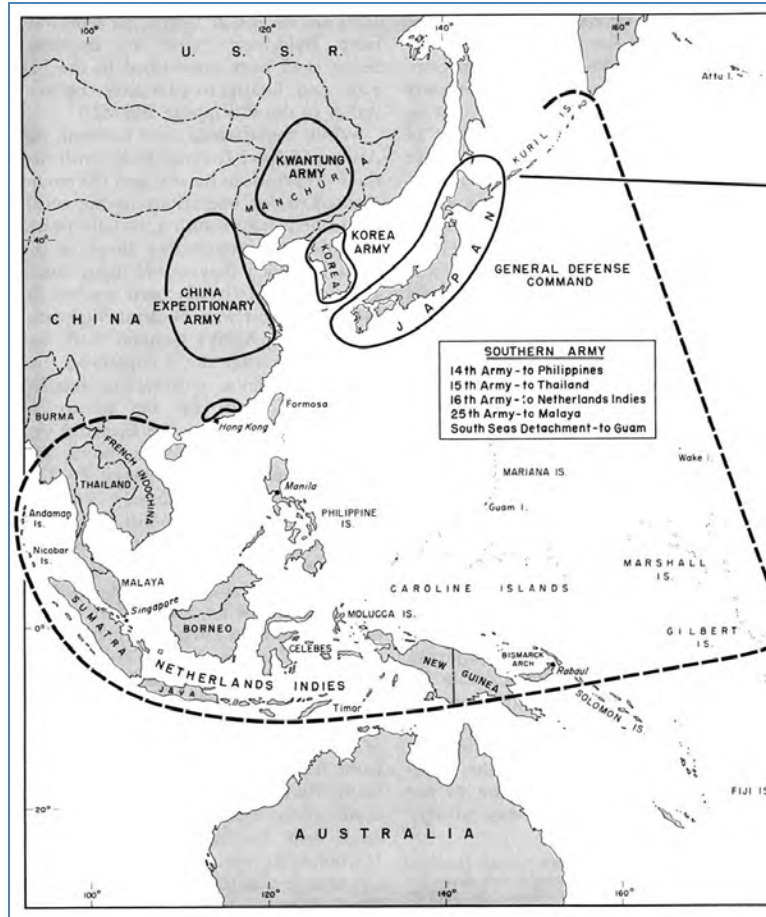 100°
120°
160°
U. S. S. R.
Attu I.
KURIL IS.
KWANTUNG
ARMY
MANCHURIA
40°
KOREA
ARMY
KOREA
JAPAN
GENERAL DEFENSE
COMMAND
CHINA
EXPEDITIONARY
ARMY
CHINA
SOUTHERN ARMY
14th Army-to Philippines
15th Army-to Thailand
16th Army-to Netherlands Indies
25th Army-to Malaya
South Seas Detachment-to Guam
BURMA
Formosa
Hong Kong
FRENCH INDOCHINA
THAILAND
Wake I.
MARIANA IS.
Manila
Guam I.
PHILIPPINE
IS.
Andaman
Is.
Nicobar
Is.
MARSHALL
IS.
MALAYA
CAROLINE ISLANDS
Singapore
MOLUCCA IS.
0°
SUMATRA
BORNEO
CELEBES
GILBERT
IS.
BISMARCK
ARCH
Rabaul
NEW GUINEA
NETHERLANDS INDIES
JAVA
Timor
SOLOMON IS.
FIJI IS
20°
AUSTRALIA
100°
120°
140°
160°